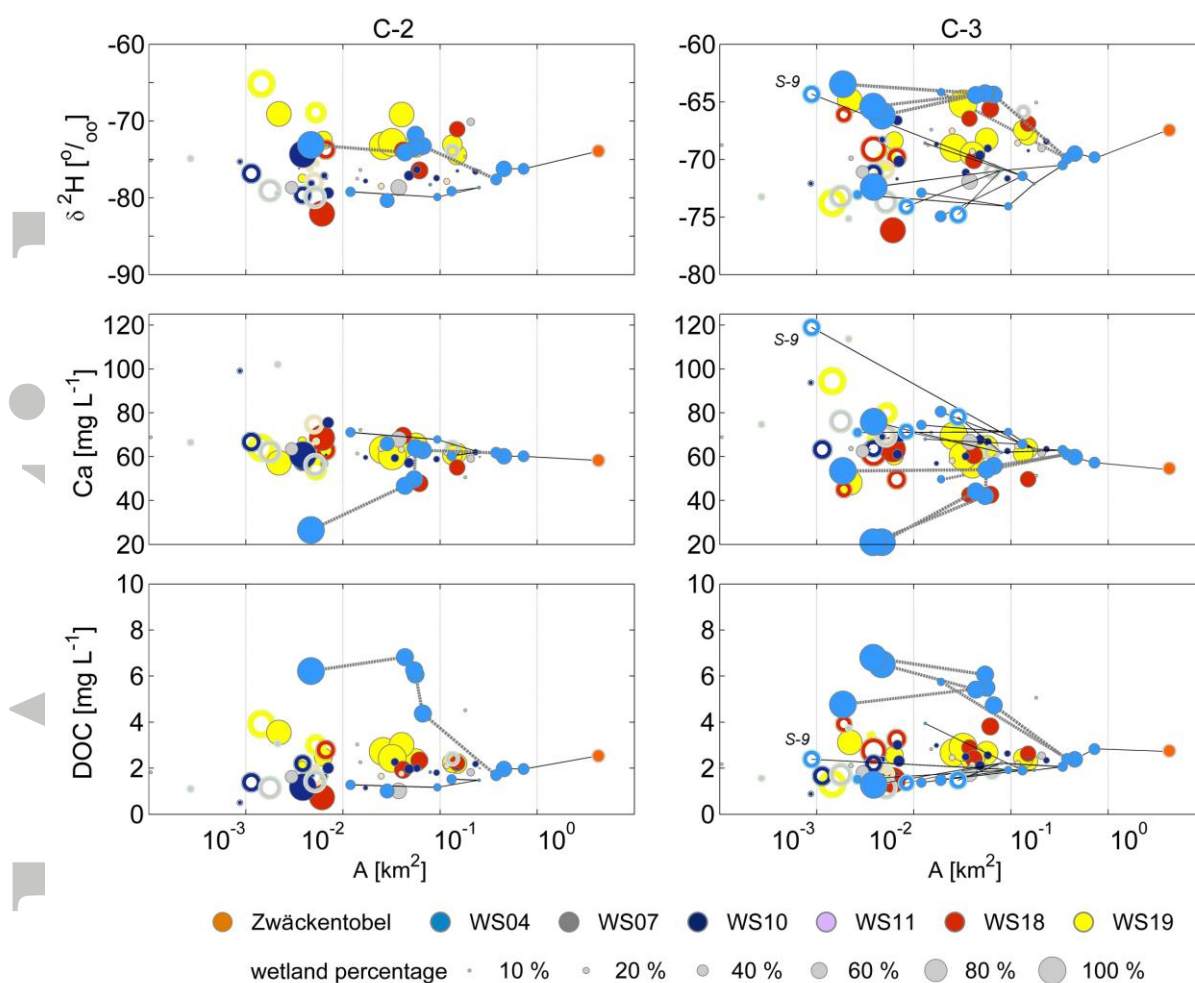 C-2
C-3
-60
-70
-80
-90
δ ²H [⁰/₀₀]
-60
-65
-70
-75
-80
S-9
120
100
80
60
40
20
Ca [mg L⁻¹]
120
100
80
60
40
20
S-9
10
8
6
4
2
0
DOC [mg L⁻¹]
10
8
6
4
2
0
S-9
10⁻³ 10⁻² 10⁻¹ 10⁰
A [km²]
10⁻³ 10⁻² 10⁻¹ 10⁰
A [km²]
Zwäckentobel WS04 WS07 WS10 WS11 WS18 WS19
wetland percentage 10 % 20 % 40 % 60 % 80 % 100 %